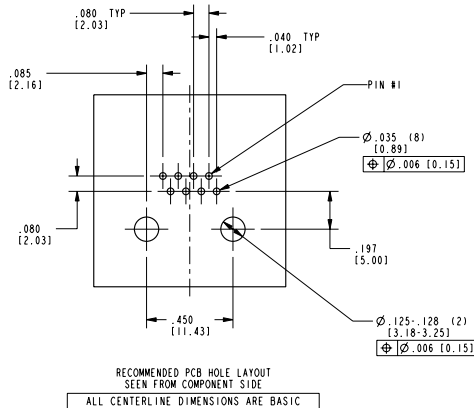 .080 TYP
[2.03]
.040 TYP
[1.02]
.085
[2.16]
PIN #1
Ø.035 (8)
[0.89]
⌖ Ø.006 [0.15]
.080
[2.03]
.197
[5.00]
.450
[11.43]
Ø.125-.128 (2)
[3.18-3.25]
⌖ Ø.006 [0.15]
RECOMMENDED PCB HOLE LAYOUT
SEEN FROM COMPONENT SIDE
ALL CENTERLINE DIMENSIONS ARE BASIC